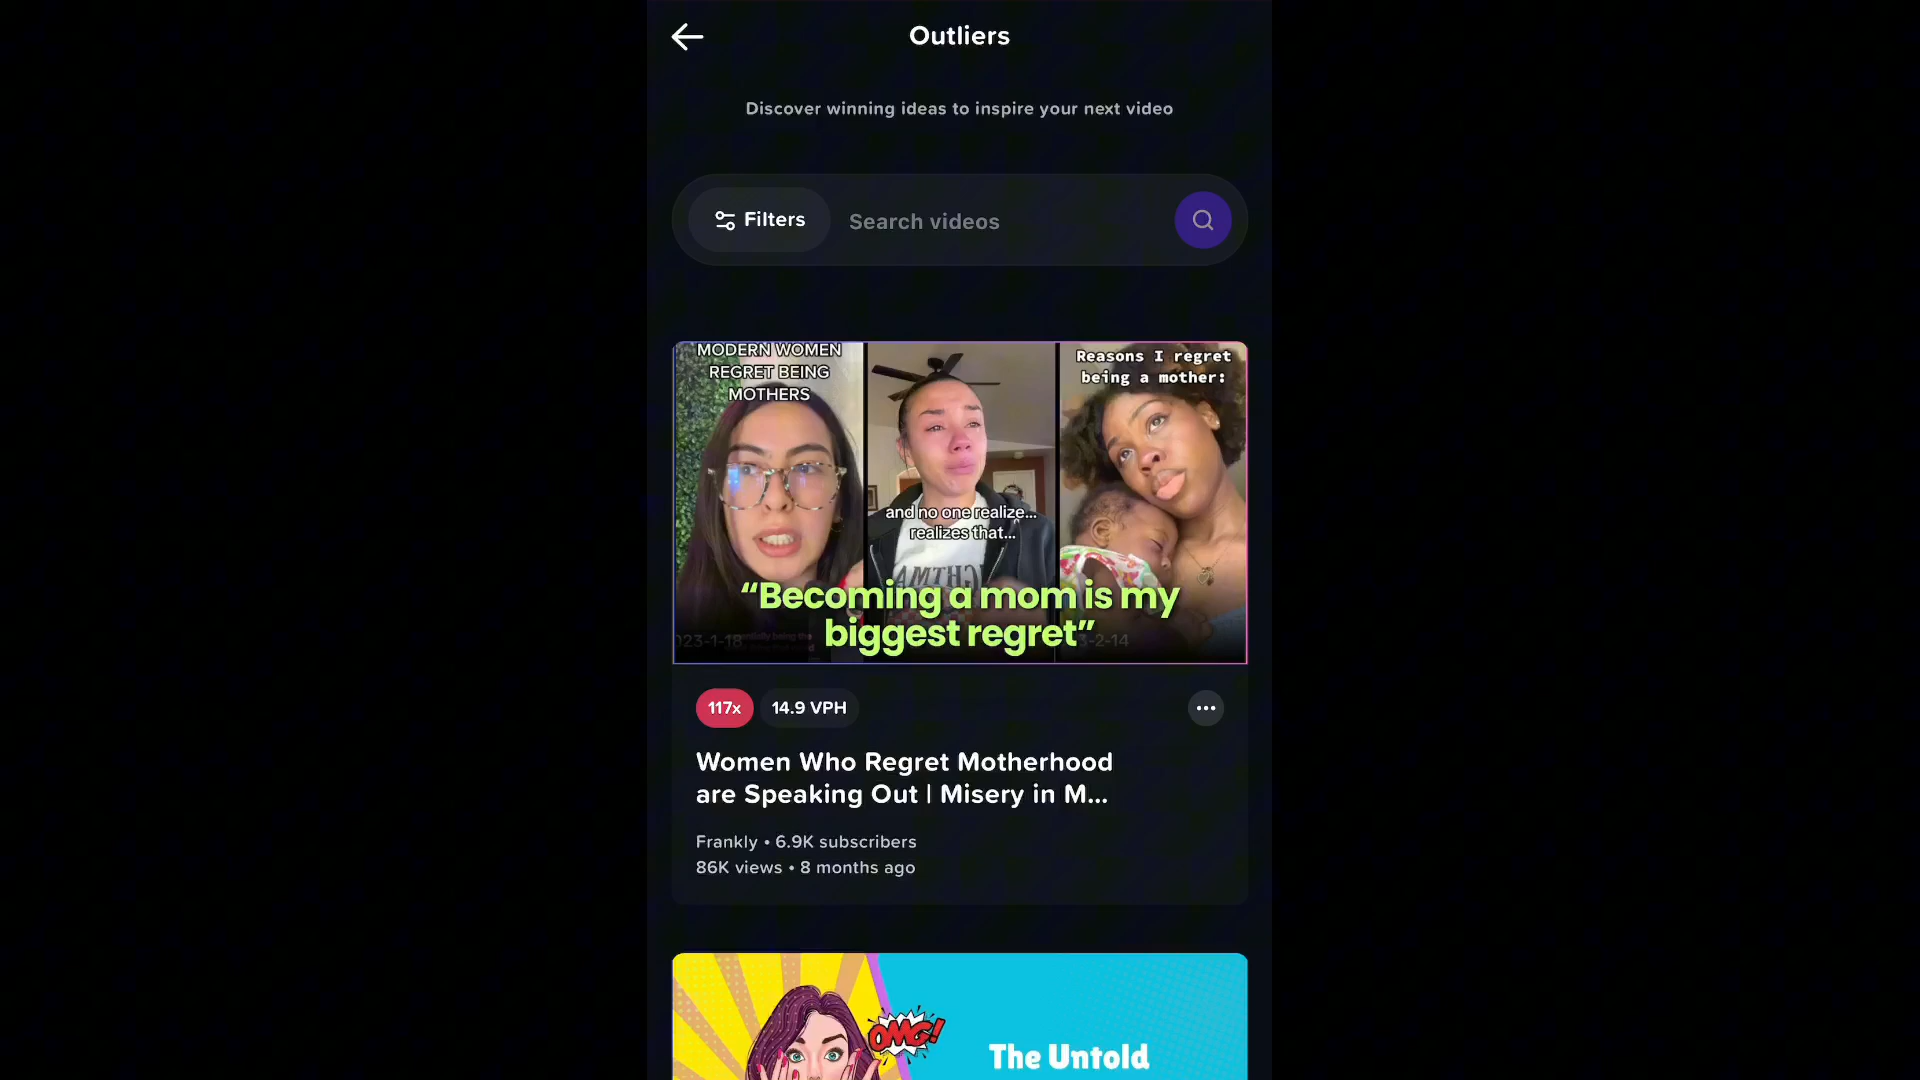 Outliers
Discover winning ideas to inspire your next video
Filters
Search videos
MODERN WOMEN
REGRET BEING
MOTHERS
and no one realize...
realizes that...
Reasons I regret
being a mother:
“Becoming a mom is my
biggest regret”
117x
14.9 VPH
Women Who Regret Motherhood
are Speaking Out | Misery in M...
Frankly • 6.9K subscribers
86K views • 8 months ago
OMG!
The Untold